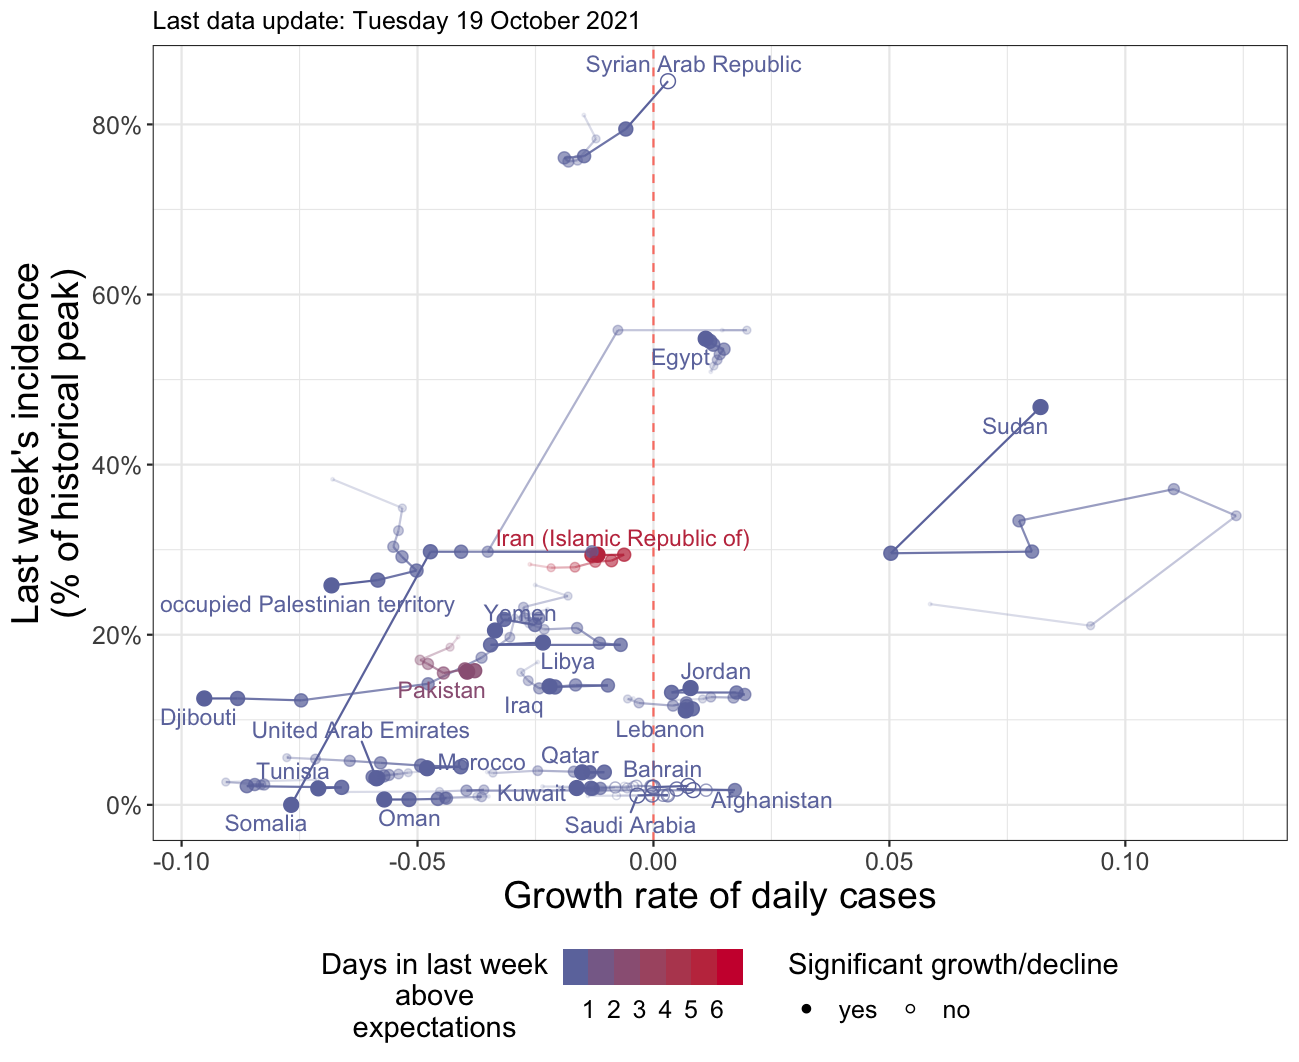 Last data update: Tuesday 19 October 2021
Syrian Arab Republic
80%
60%
Egypt
Sudan
40%
Iran (Islamic Republic of)
occupied Palestinian territory
Yemen
20%
Libya
Jordan
Pakistan
Iraq
Djibouti
United Arab Emirates
Lebanon
Morocco
Qatar
Tunisia
Bahrain
Kuwait
Afghanistan
0%
Somalia
Oman
Saudi Arabia
Last week's incidence
(% of historical peak)
-0.10
-0.05
0.00
0.05
0.10
Growth rate of daily cases
Days in last week
above
expectations
1 2 3 4 5 6
Significant growth/decline
yes
no